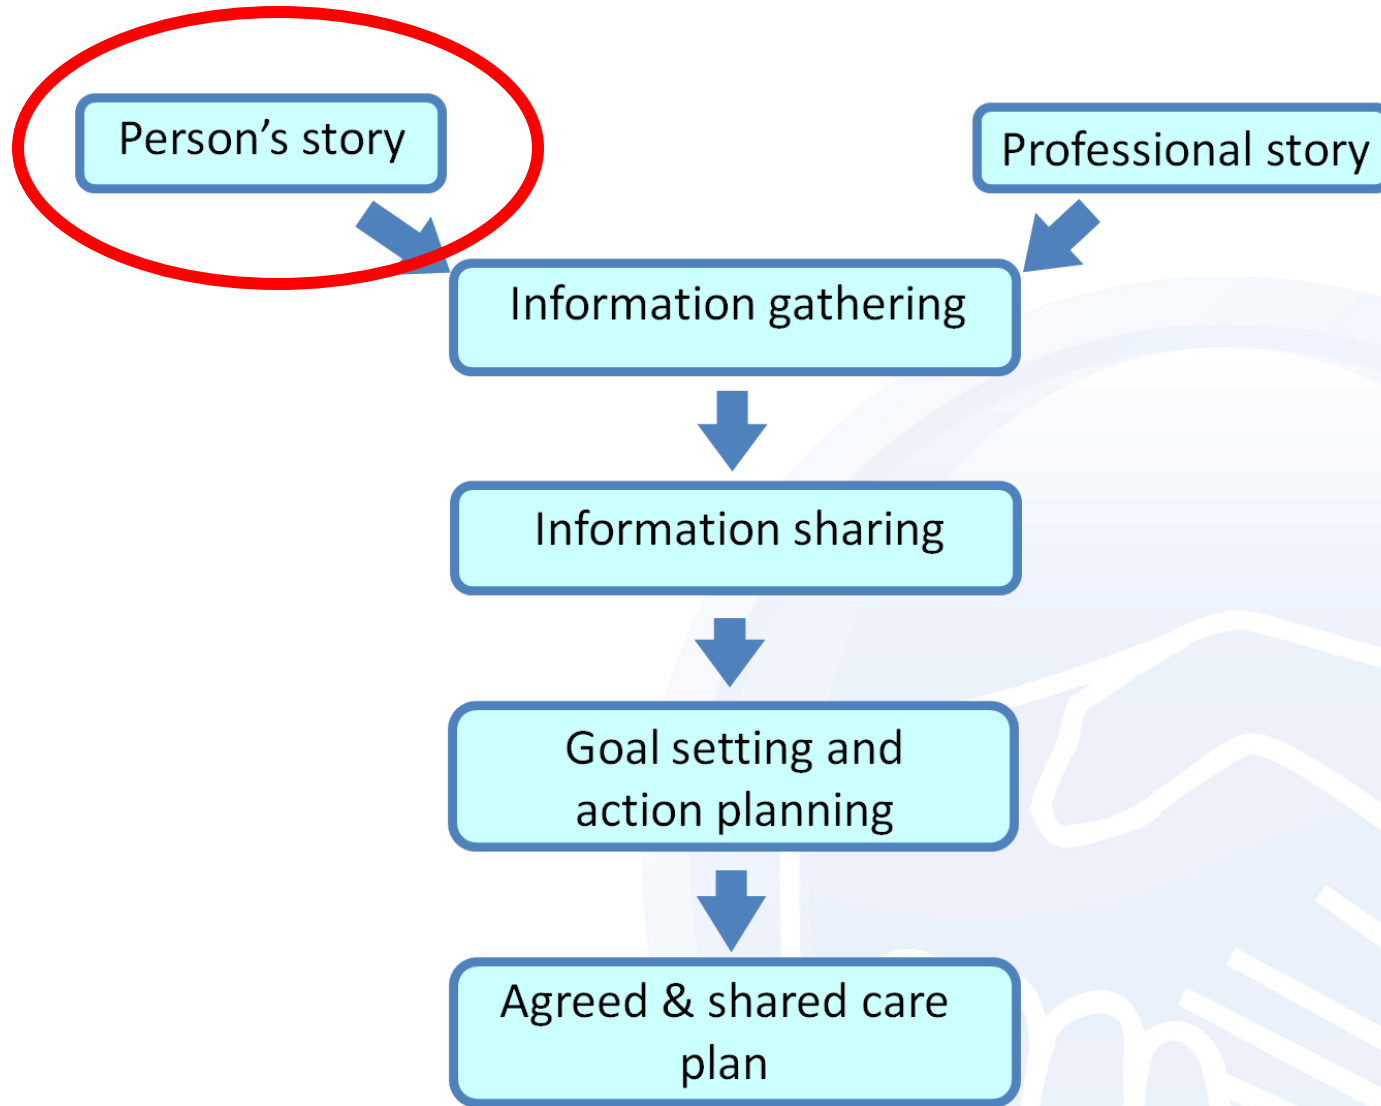 Person’s story
Professional story
Information gathering
Information sharing
Goal setting and
action planning
Agreed & shared care
plan